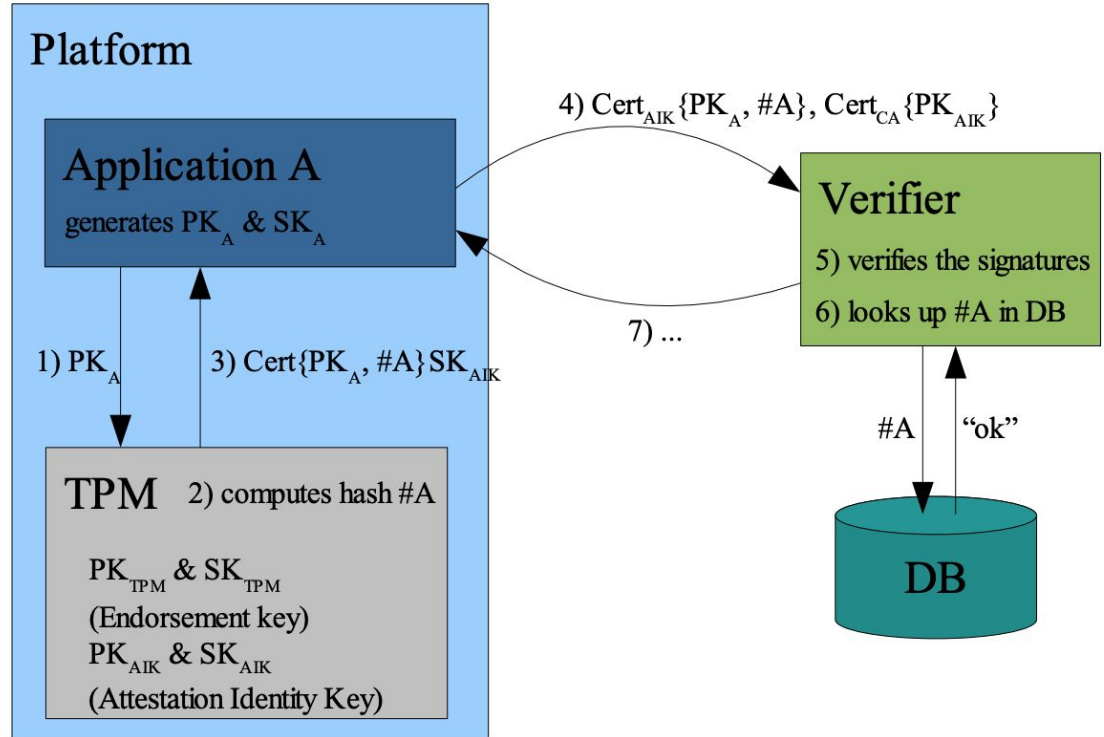 Platform
Application A
generates PK_A & SK_A
1) PK_A
3) Cert{PK_A, #A}SK_AIK
TPM 2) computes hash #A
PK_TPM & SK_TPM
(Endorsement key)
PK_AIK & SK_AIK
(Attestation Identity Key)
4) Cert_AIK{PK_A, #A}, Cert_CA{PK_AIK}
Verifier
5) verifies the signatures
6) looks up #A in DB
7) ...
#A
“ok”
DB